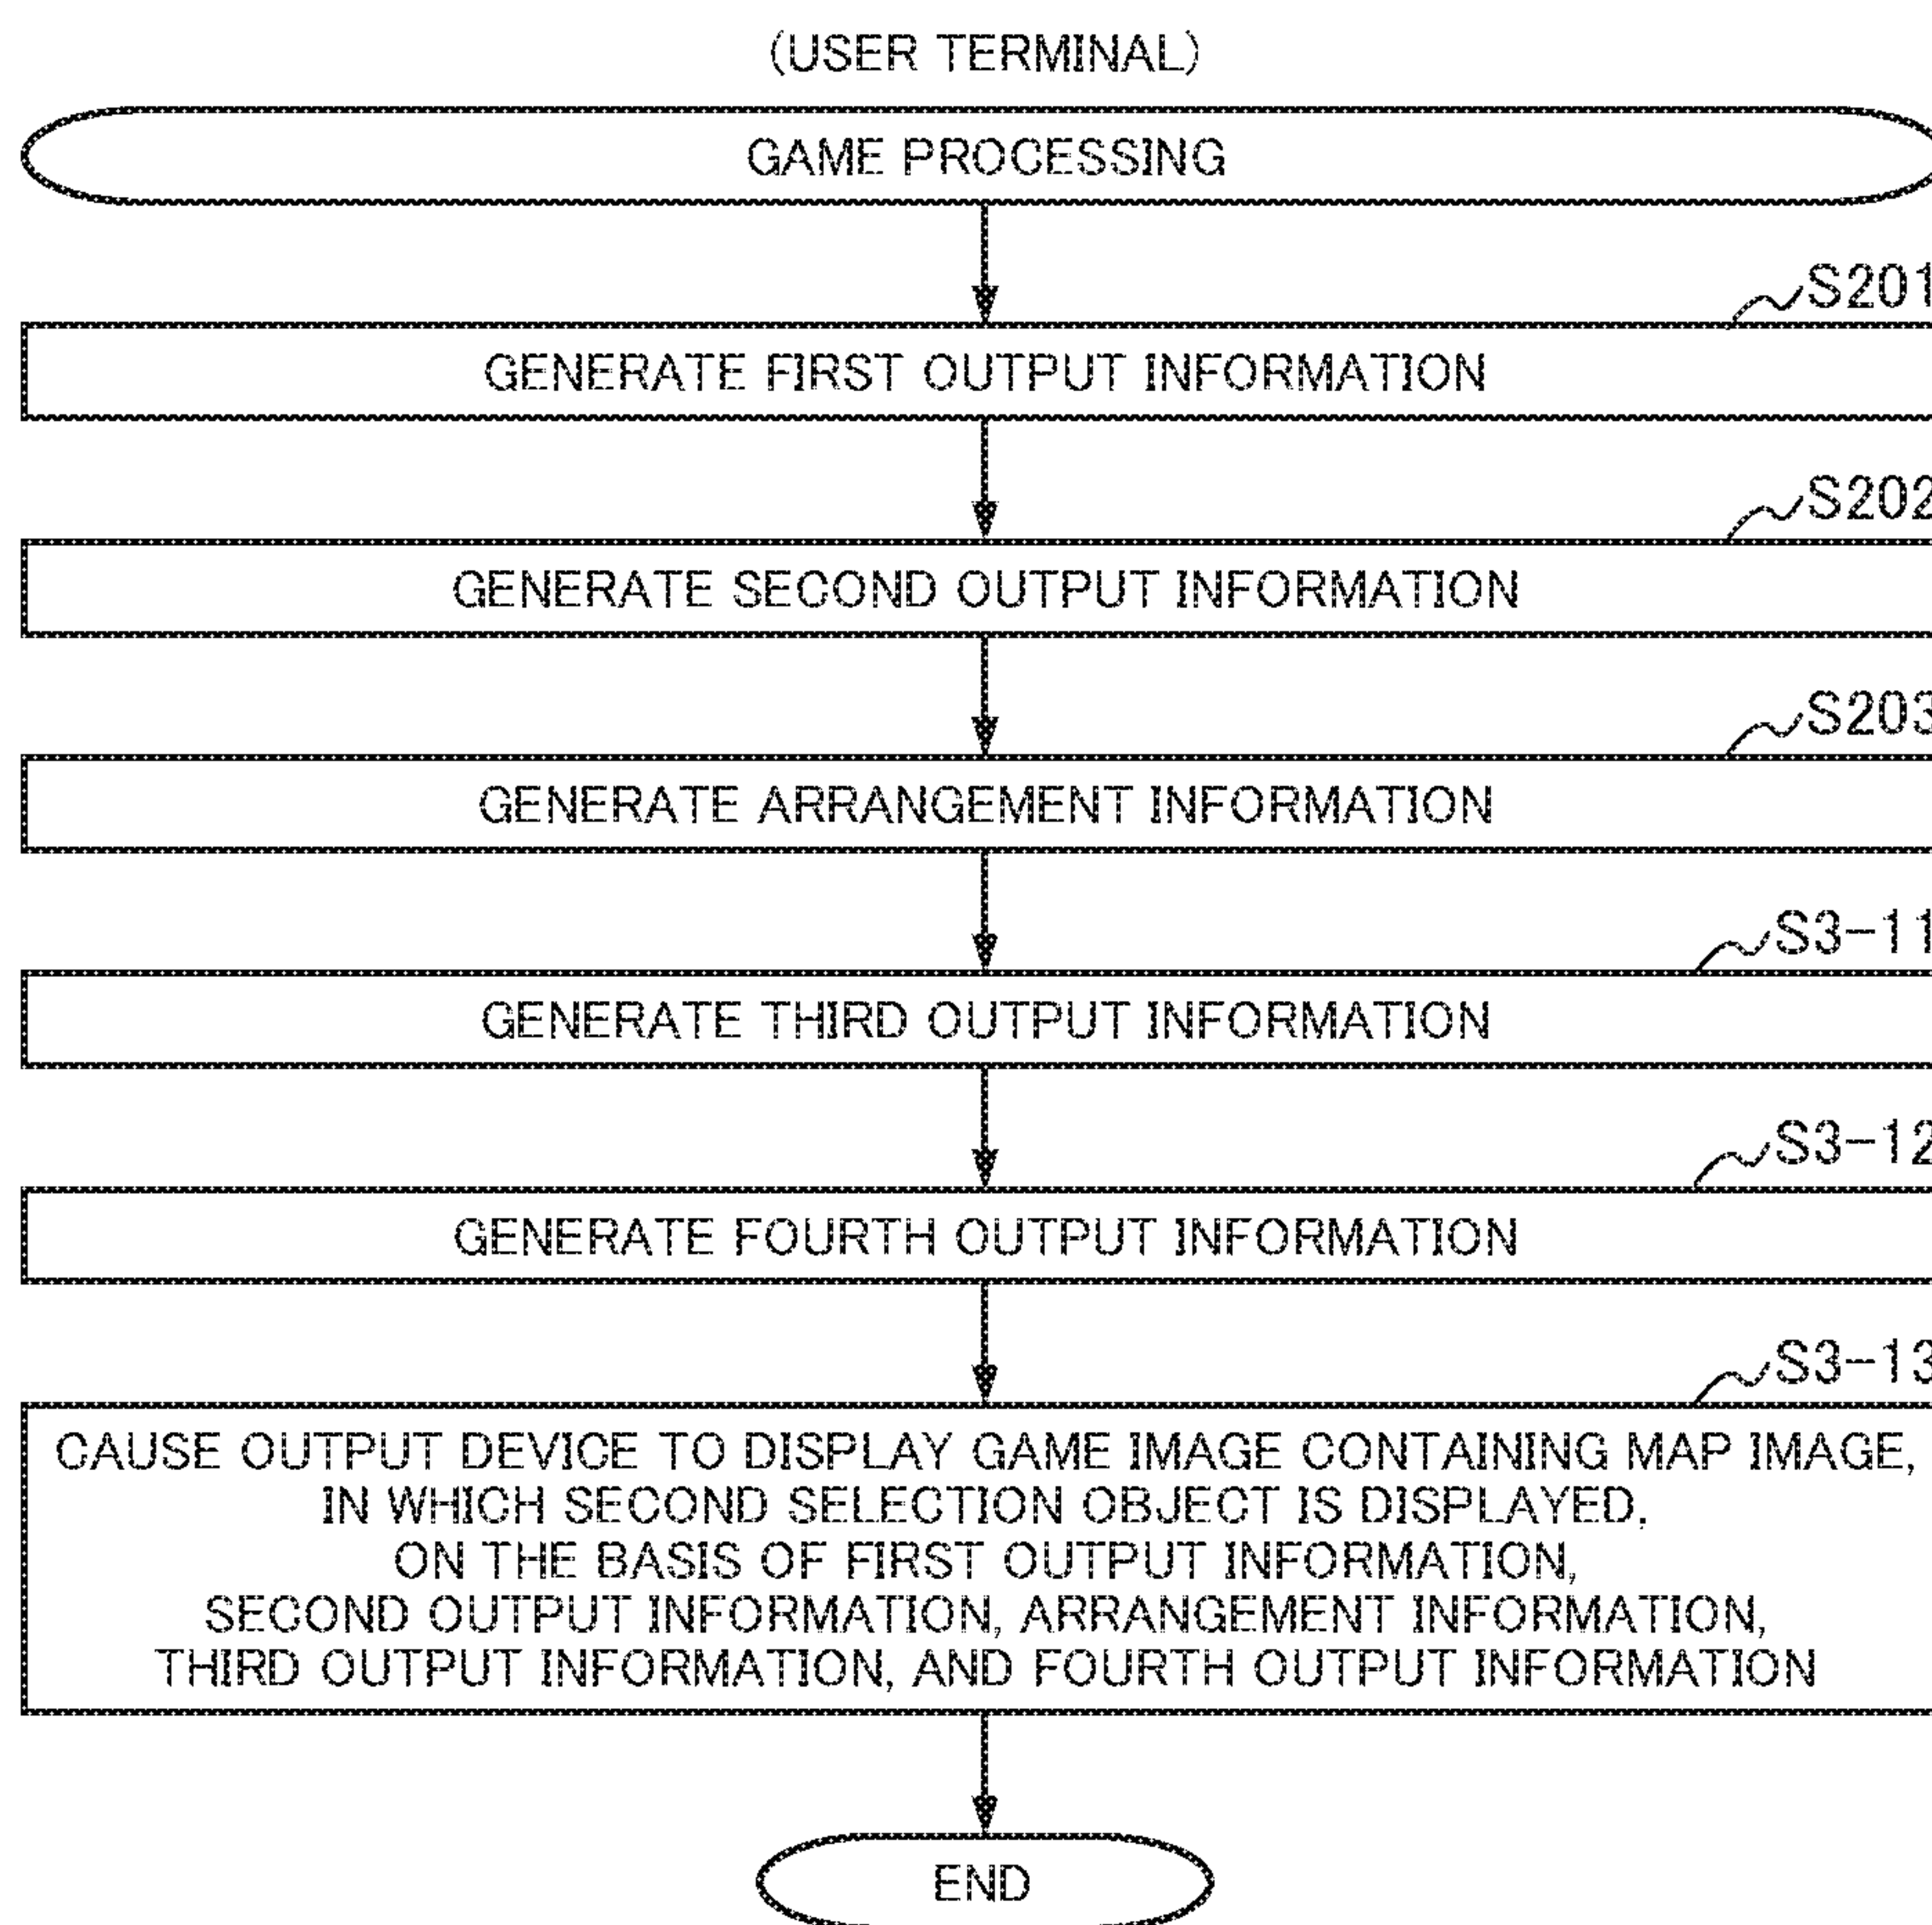 (USER TERMINAL)
GAME PROCESSING
S201
GENERATE FIRST OUTPUT INFORMATION
S202
GENERATE SECOND OUTPUT INFORMATION
S203
GENERATE ARRANGEMENT INFORMATION
S3-11
GENERATE THIRD OUTPUT INFORMATION
S3-12
GENERATE FOURTH OUTPUT INFORMATION
S3-13
CAUSE OUTPUT DEVICE TO DISPLAY GAME IMAGE CONTAINING MAP IMAGE,
IN WHICH SECOND SELECTION OBJECT IS DISPLAYED,
ON THE BASIS OF FIRST OUTPUT INFORMATION,
SECOND OUTPUT INFORMATION, ARRANGEMENT INFORMATION,
THIRD OUTPUT INFORMATION, AND FOURTH OUTPUT INFORMATION
END